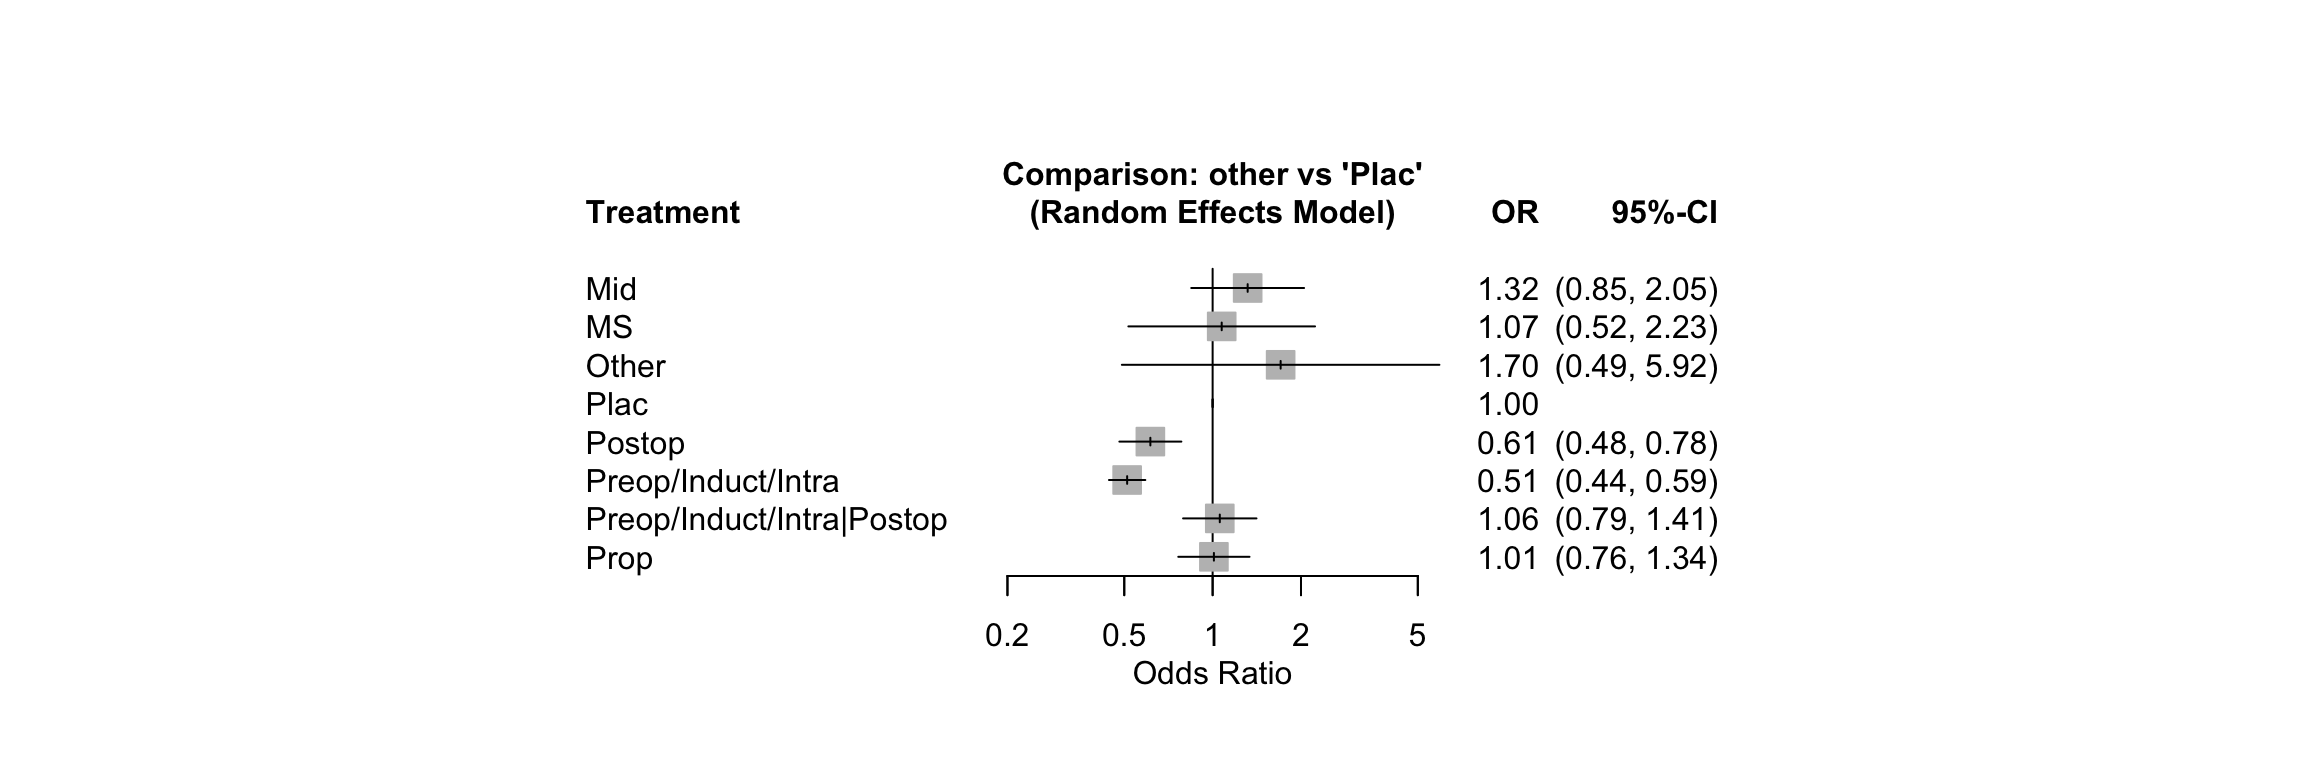 Comparison: other vs 'Plac'
Treatment (Random Effects Model) OR 95%-CI
Mid 1.32 (0.85, 2.05)
MS 1.07 (0.52, 2.23)
Other 1.70 (0.49, 5.92)
Plac 1.00
Postop 0.61 (0.48, 0.78)
Preop/Induct/Intra 0.51 (0.44, 0.59)
Preop/Induct/Intra|Postop 1.06 (0.79, 1.41)
Prop 1.01 (0.76, 1.34)
0.2 0.5 1 2 5
Odds Ratio